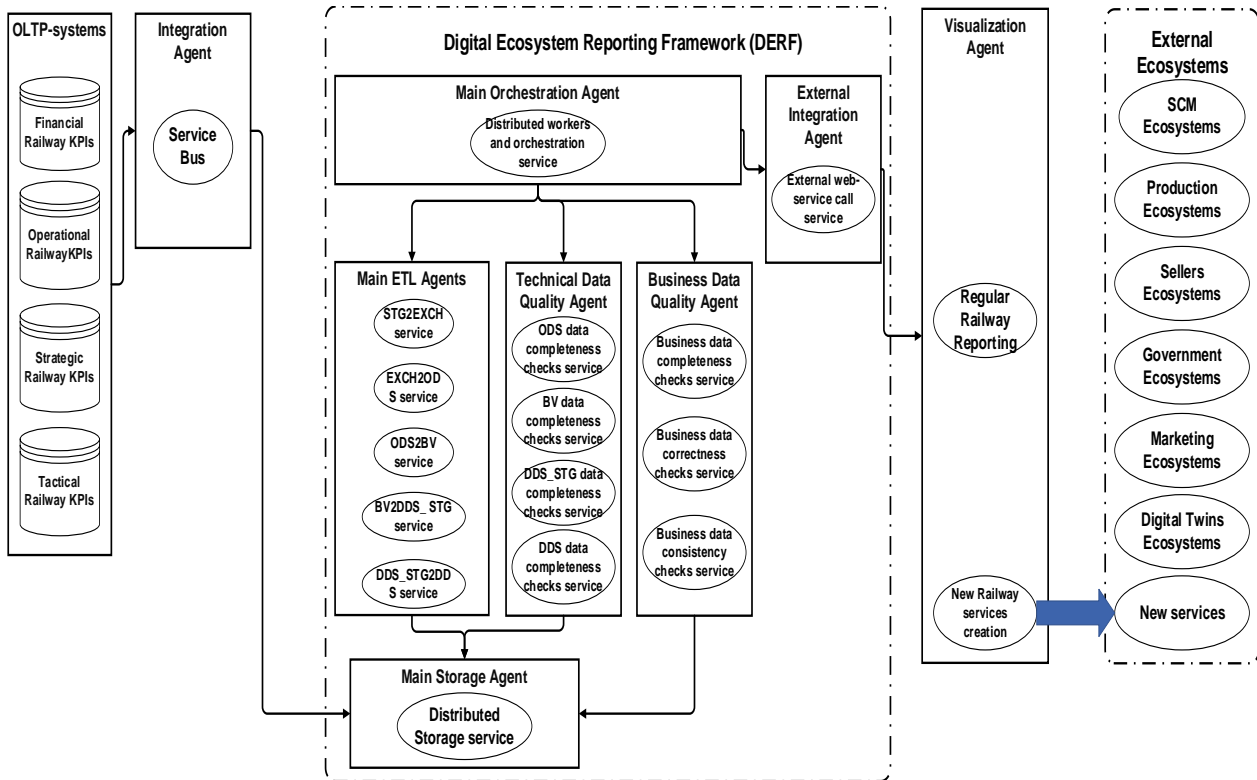 OLTP-systems
Financial
Railway KPIs
Operational
RailwayKPIs
Strategic
Railway KPIs
Tactical
Railway KPIs
Integration
Agent
Service
Bus
Digital Ecosystem Reporting Framework (DERF)
Main Orchestration Agent
Distributed workers
and orchestration
service
External
Integration
Agent
External web-
service call
service
Main ETL Agents
STG2EXCH
service
EXCH2OD
S service
ODS2BV
service
BV2DDS_ STG
service
DDS_STG2DD
S service
Technical Data
Quality Agent
ODS data
completeness
checks service
BV data
completeness
checks service
DDS_STG data
completeness
checks service
DDS data
completeness
checks service
Business Data
Quality Agent
Business data
completeness
checks service
Business data
correctness
checks service
Business data
consistency
checks service
Main Storage Agent
Distributed
Storage service
Visualization
Agent
Regular
Railway
Reporting
New Railway
services
creation
External
Ecosystems
SCM
Ecosystems
Production
Ecosystems
Sellers
Ecosystems
Government
Ecosystems
Marketing
Ecosystems
Digital Twins
Ecosystems
New services